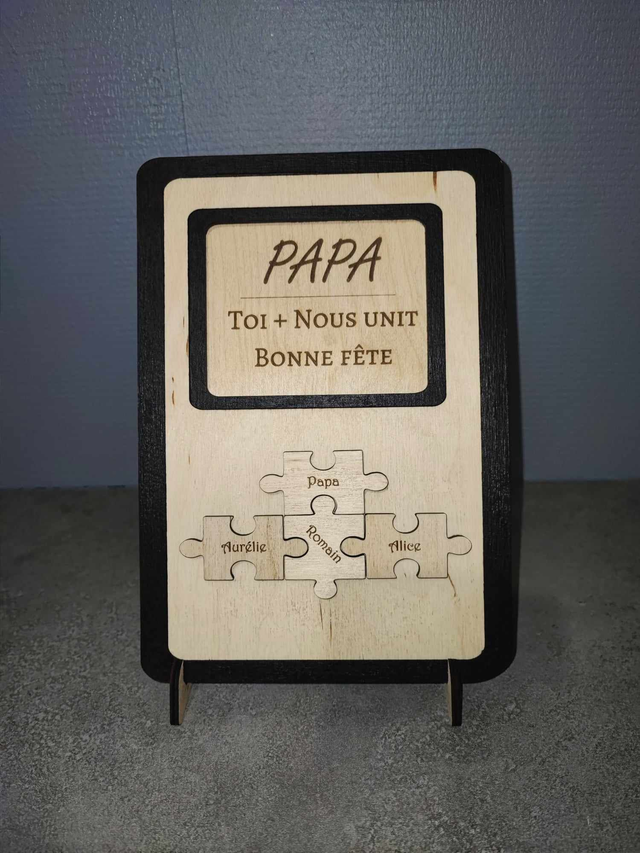 PAPA
Toi + Nous unit
Bonne fête
Papa
Aurélie
Romain
Alice